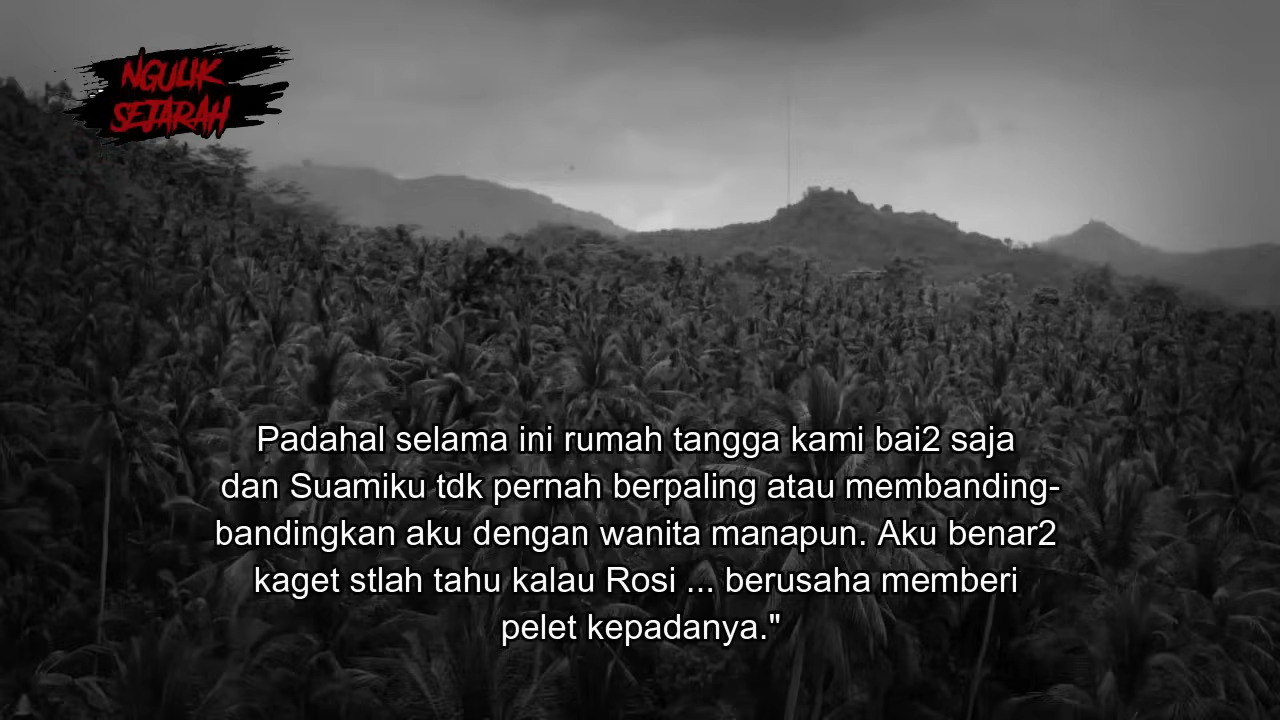 NGULIK
SEJARAH
Padahal selama ini rumah tangga kami bai2 saja
dan Suamiku tdk pernah berpaling atau membanding-
bandingkan aku dengan wanita manapun. Aku benar2
kaget stlah tahu kalau Rosi ... berusaha memberi
pelet kepadanya."